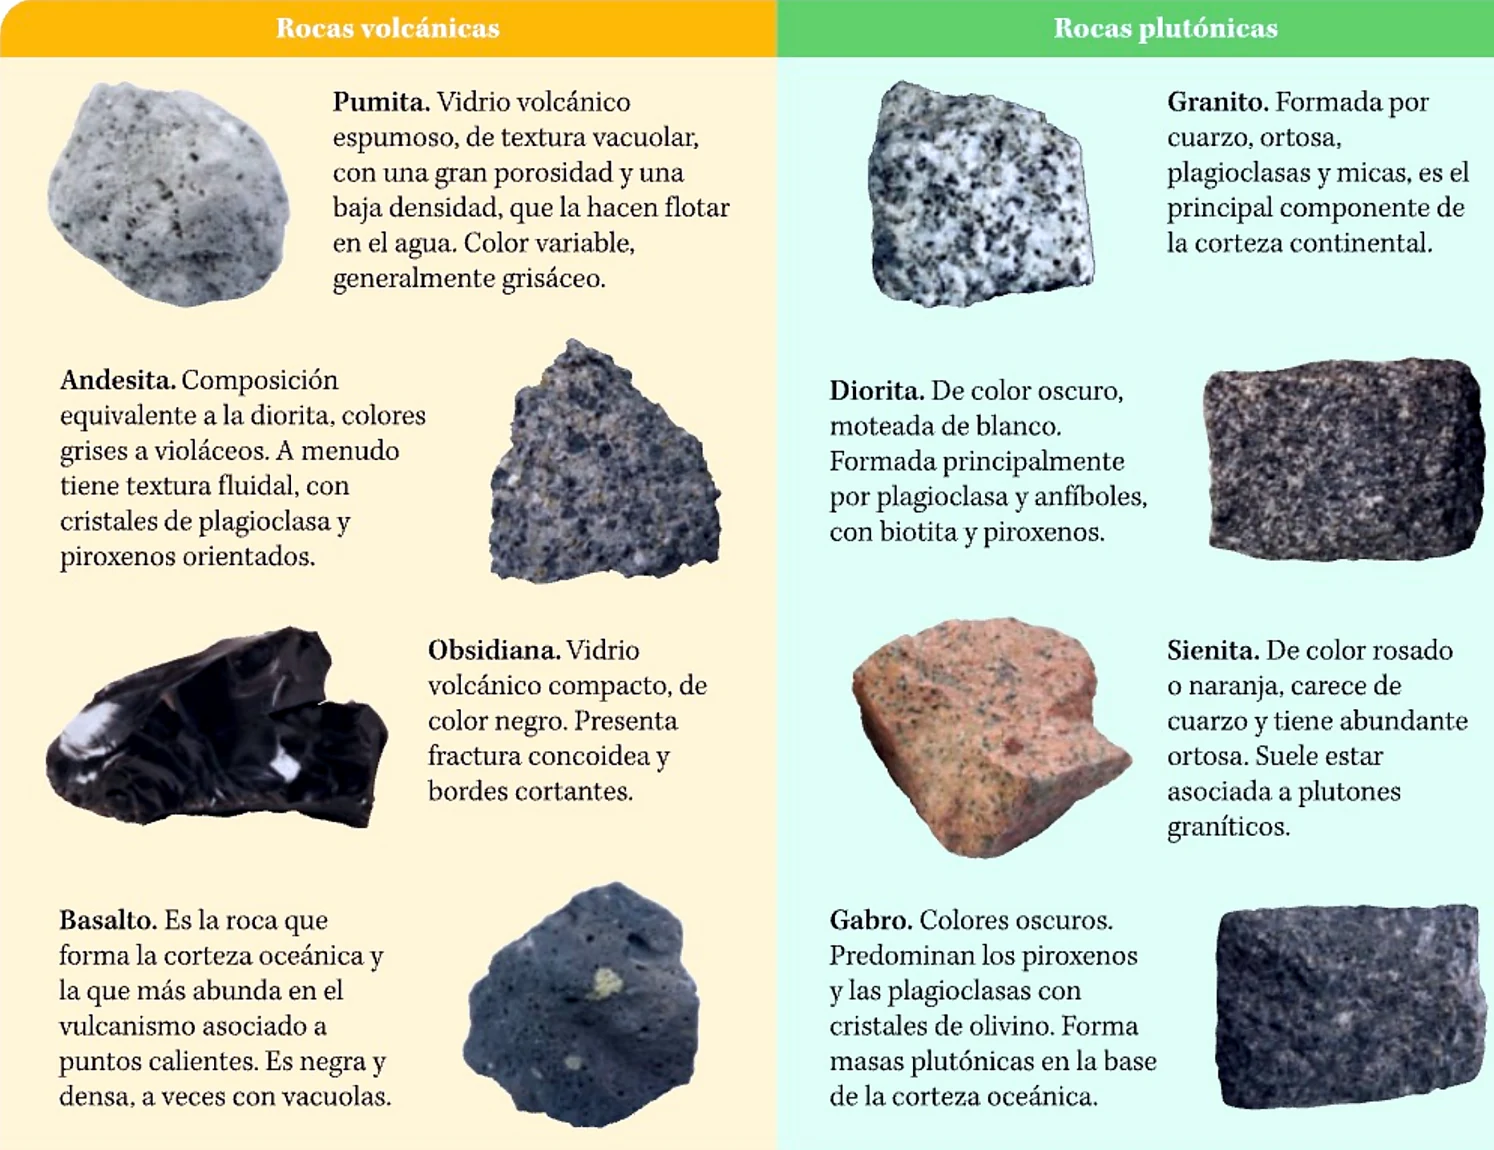 Rocas volcánicas
Pumita. Vidrio volcánico
espumoso, de textura vacuolar,
con una gran porosidad y una
baja densidad, que la hacen flotar
en el agua. Color variable,
generalmente grisáceo.
Andesita. Composición
equivalente a la diorita, colores
grises a violáceos. A menudo
tiene textura fluidal, con
cristales de plagioclasa y
piroxenos orientados.
Obsidiana. Vidrio
volcánico compacto, de
color negro. Presenta
fractura concoidea y
bordes cortantes.
Basalto. Es la roca que
forma la corteza oceánica y
la que más abunda en el
vulcanismo asociado a
puntos calientes. Es negra y
densa, a veces con vacuolas.
Rocas plutónicas
Granito. Formada por
cuarzo, ortosa,
plagioclasas y micas, es el
principal componente de
la corteza continental.
Diorita. De color oscuro,
moteada de blanco.
Formada principalmente
por plagioclasa y anfíboles,
con biotita y piroxenos.
Sienita. De color rosado
o naranja, carece de
cuarzo y tiene abundante
ortosa. Suele estar
asociada a plutones
graníticos.
Gabro. Colores oscuros.
Predominan los piroxenos
y las plagioclasas con
cristales de olivino. Forma
masas plutónicas en la base
de la corteza oceánica.